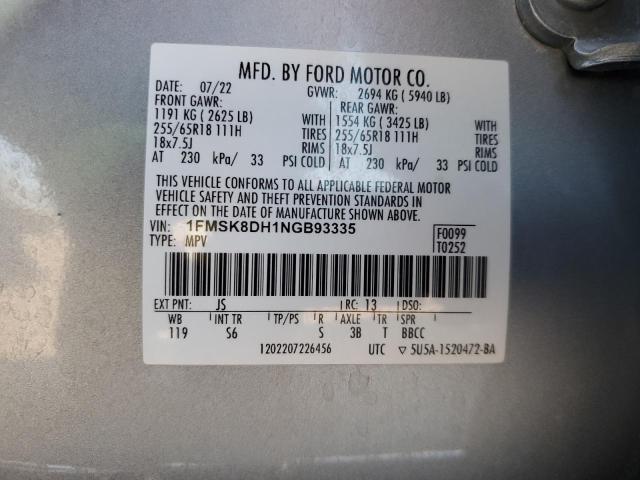 MFD. BY FORD MOTOR CO.
DATE: 07/22 GVWR: 2694 KG ( 5940 LB)
FRONT GAWR: REAR GAWR:
1191 KG ( 2625 LB) WITH 1554 KG ( 3425 LB) WITH
255/65R18 111H TIRES 255/65R18 111H TIRES
18x7.5J RIMS 18x7.5J RIMS
AT 230 kPa/ 33 PSI COLD AT 230 kPa/ 33 PSI COLD
THIS VEHICLE CONFORMS TO ALL APPLICABLE FEDERAL MOTOR
VEHICLE SAFETY AND THEFT PREVENTION STANDARDS IN
EFFECT ON THE DATE OF MANUFACTURE SHOWN ABOVE.
VIN: 1FMSK8DH1NGB93335 F0099
TYPE: MPV T0252
EXT PNT: JS RC: 13 DSO:
WB INT TR TP/PS R AXLE TR SPR
119 S6 S 3B T BBCC
1202207226456 UTC ▽ 5U5A-1520472-BA